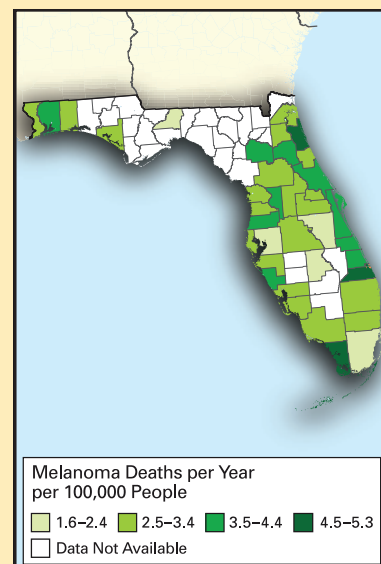 Melanoma Deaths per Year
per 100,000 People
1.6–2.4 2.5–3.4 3.5–4.4 4.5–5.3
Data Not Available